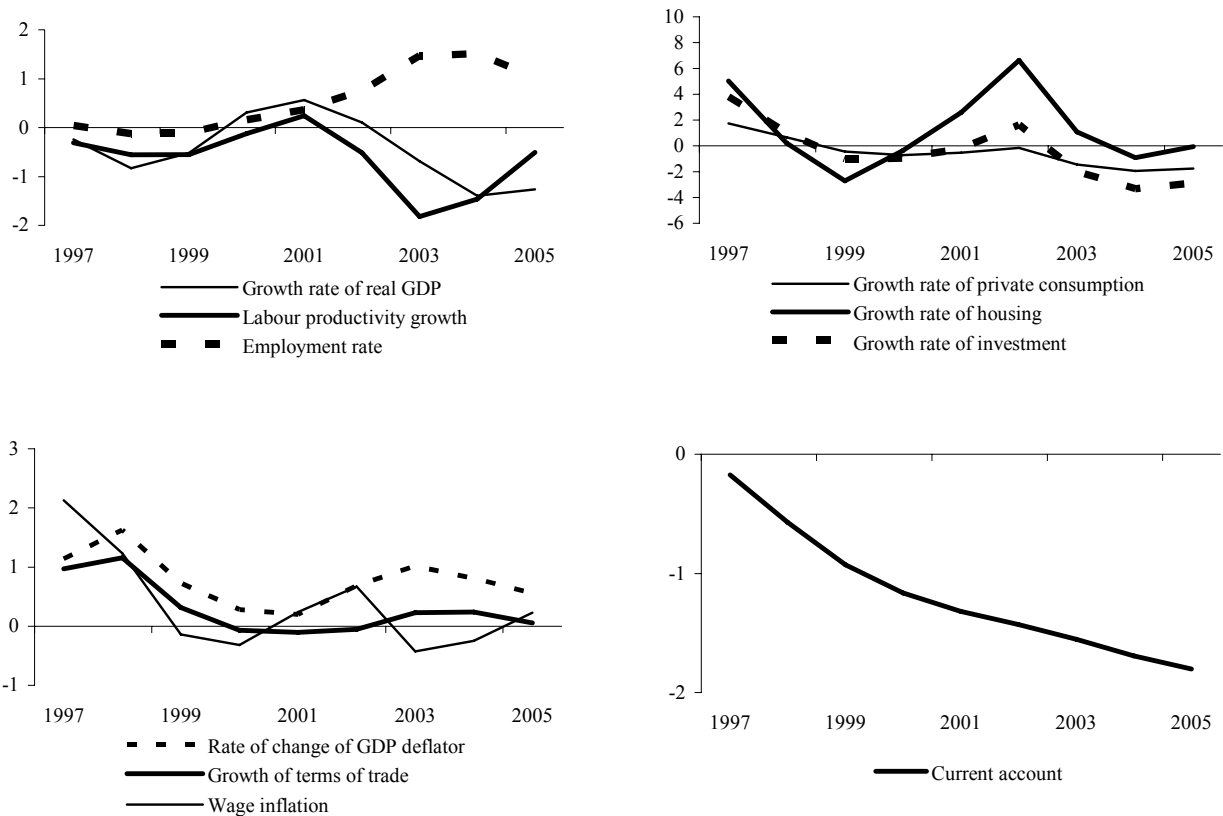 2
1
0
-1
-2
1997 1999 2001 2003 2005
Growth rate of real GDP
Labour productivity growth
Employment rate
10
8
6
4
2
0
-2
-4
-6
1997 1999 2001 2003 2005
Growth rate of private consumption
Growth rate of housing
Growth rate of investment
3
2
1
0
-1
1997 1999 2001 2003 2005
Rate of change of GDP deflator
Growth of terms of trade
Wage inflation
0
-1
-2
1997 1999 2001 2003 2005
Current account